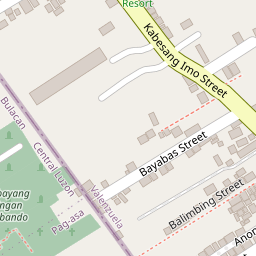 Resort
Kabesang Imo Street
Bulacan
Central Luzon
Bayabas Street
Valenzuela
Pag-asa
Balimbing Street